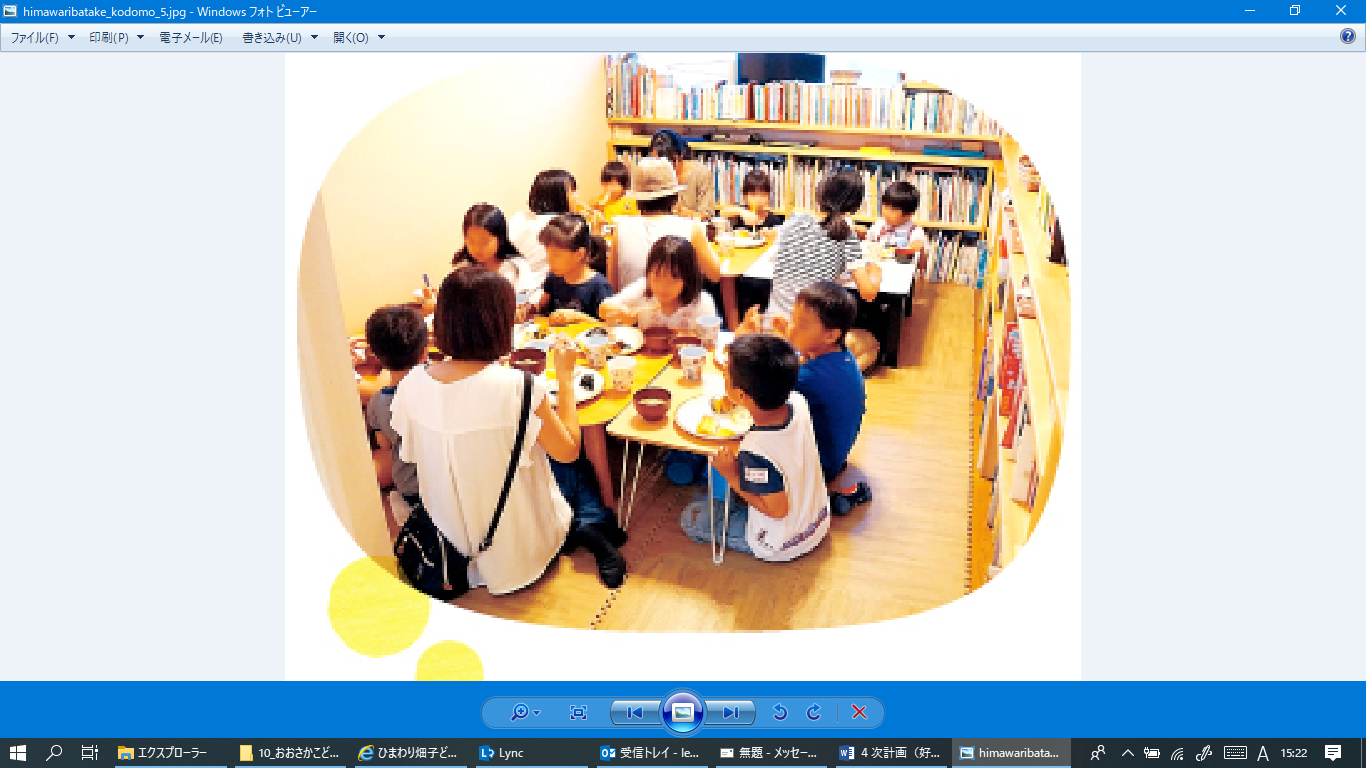 himawaribatake_kodomo_5.jpg - Windows フォト ビューアー
ファイル(F) 印刷(P) 電子メール(E) 書き込み(U) 開く(O)
エクスプローラー 10_おおさかこど... ひまわり畑子ど... Lync 受信トレイ - le... 無題 - メッセー... 4 次計画（好... himawaribata... A 15:22